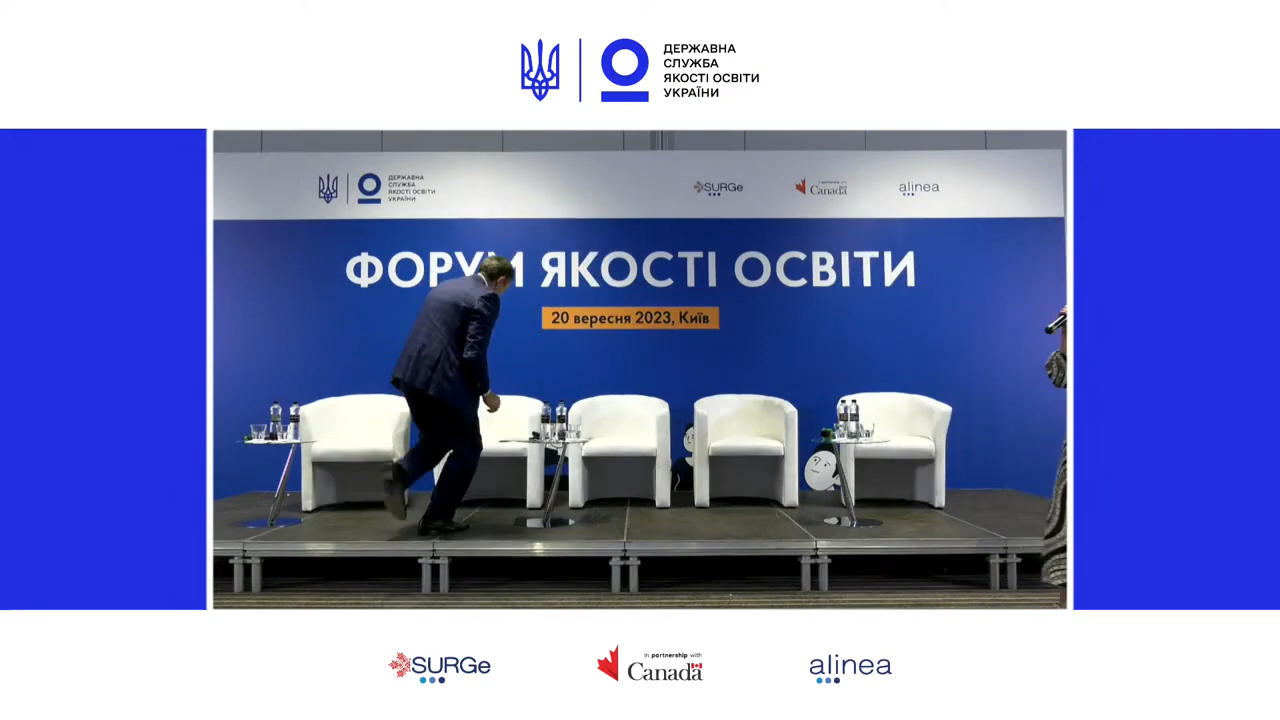 ДЕРЖАВНА
СЛУЖБА
ЯКОСТІ ОСВІТИ
УКРАЇНИ
ДЕРЖАВНА
СЛУЖБА
ЯКОСТІ ОСВІТИ
УКРАЇНИ
SURGe
Canada
alinea
ФОРУМ ЯКОСТІ ОСВІТИ
20 вересня 2023, Київ
SURGe
In partnership with
Canada
alinea